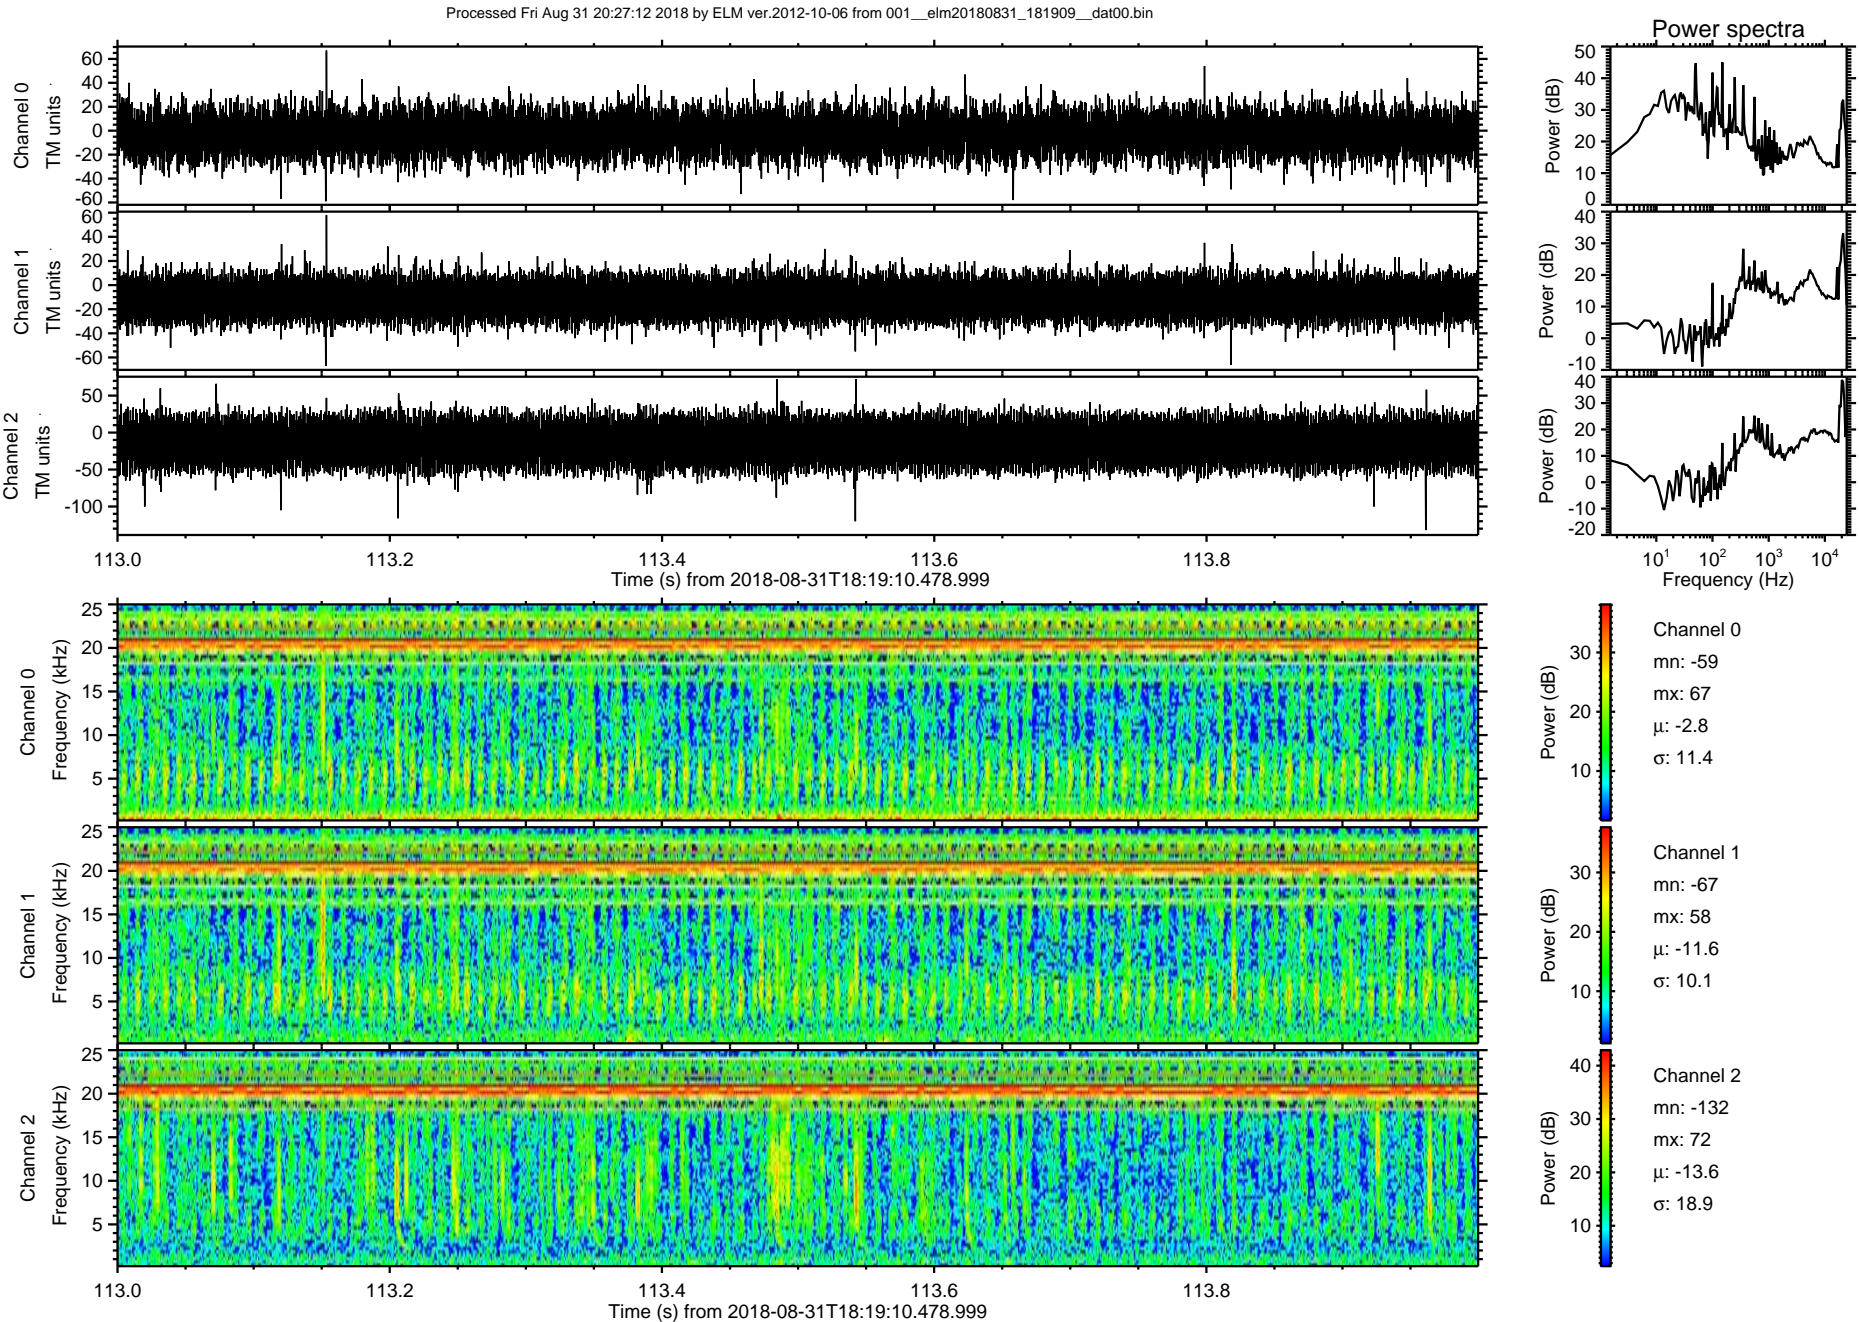 Processed Fri Aug 31 20:27:12 2018 by ELM ver.2012-10-06 from 001__elm20180831_181909__dat00.bin
Power spectra
Channel 0
TM units
60
40
20
0
-20
-40
-60
Power (dB)
50
40
30
20
10
0
Channel 1
TM units
60
40
20
0
-20
-40
-60
Power (dB)
40
30
20
10
0
-10
Channel 2
TM units
50
0
-50
-100
Power (dB)
40
30
20
10
0
-10
-20
113.0 113.2 113.4 113.6 113.8
Time (s) from 2018-08-31T18:19:10.478.999
10¹ 10² 10³ 10⁴
Frequency (Hz)
Channel 0
Frequency (kHz)
25
20
15
10
5
Power (dB)
30
20
10
Channel 0
mn: -59
mx: 67
μ: -2.8
σ: 11.4
Channel 1
Frequency (kHz)
25
20
15
10
5
Power (dB)
30
20
10
Channel 1
mn: -67
mx: 58
μ: -11.6
σ: 10.1
Channel 2
Frequency (kHz)
25
20
15
10
5
Power (dB)
40
30
20
10
Channel 2
mn: -132
mx: 72
μ: -13.6
σ: 18.9
113.0 113.2 113.4 113.6 113.8
Time (s) from 2018-08-31T18:19:10.478.999